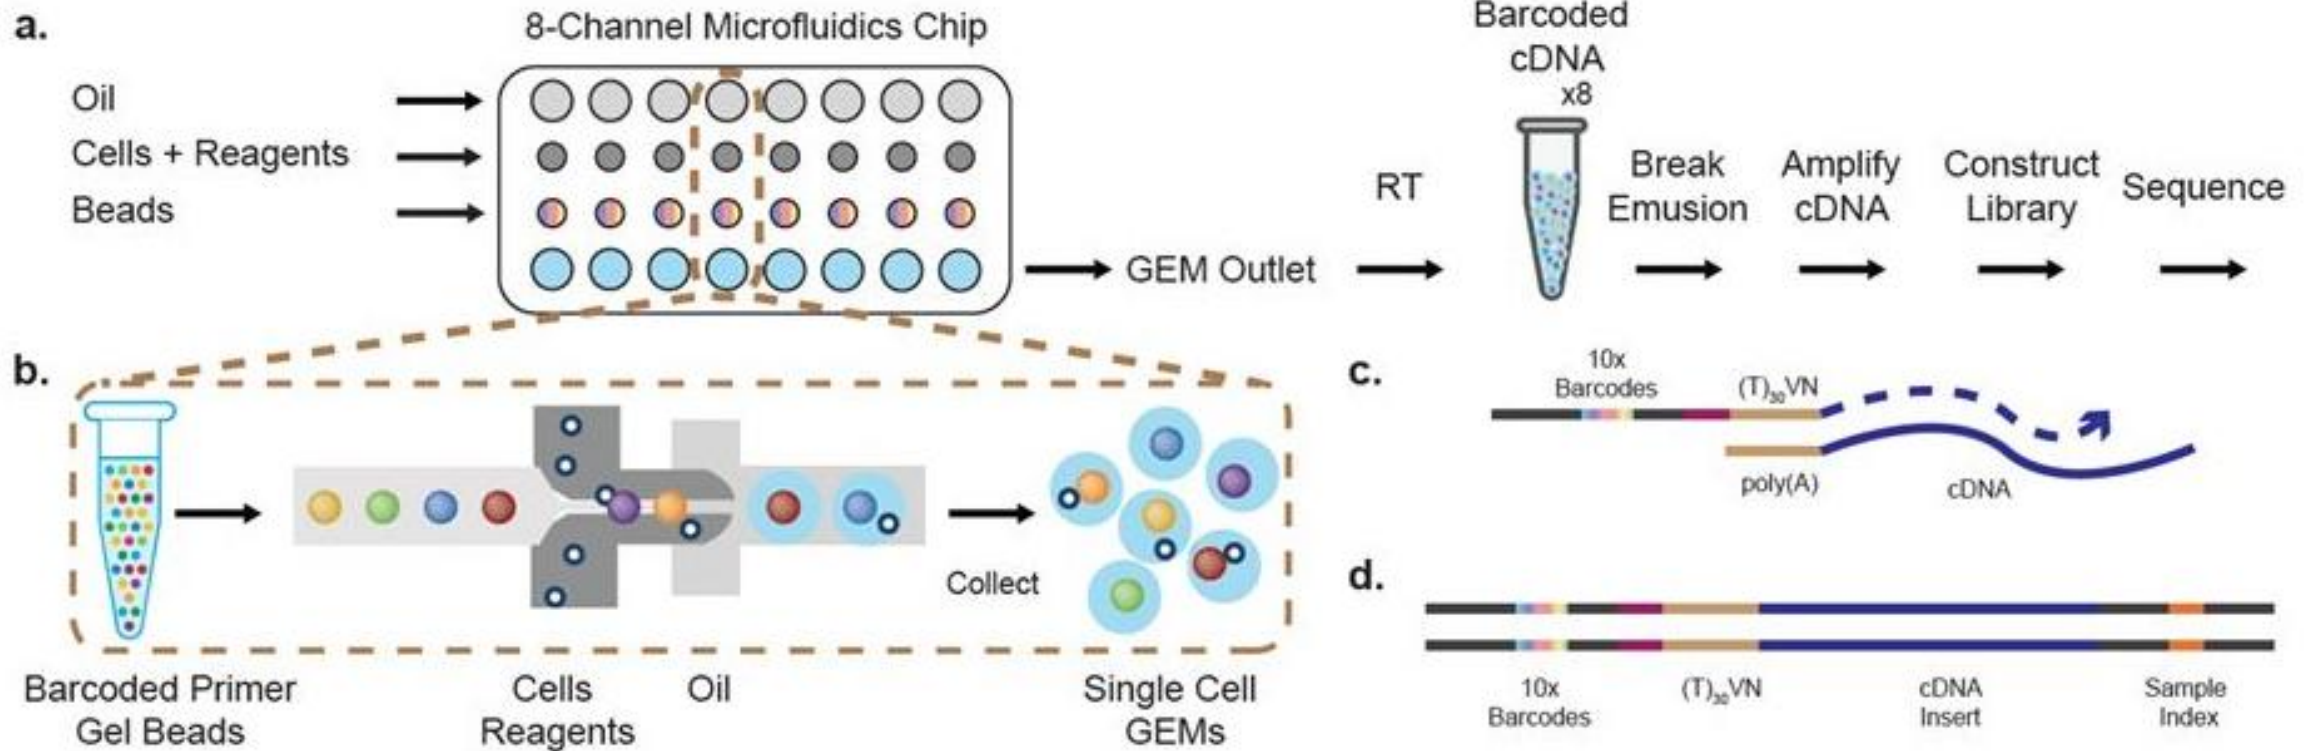 a.
8-Channel Microfluidics Chip
Oil
Cells + Reagents
Beads
GEM Outlet
RT
Barcoded
cDNA
x8
Break
Emusion
Amplify
cDNA
Construct
Library
Sequence
b.
Collect
Barcoded Primer
Gel Beads
Cells
Reagents
Oil
Single Cell
GEMs
c.
10x
Barcodes
(T)30VN
poly(A)
cDNA
d.
10x
Barcodes
(T)30VN
cDNA
Insert
Sample
Index